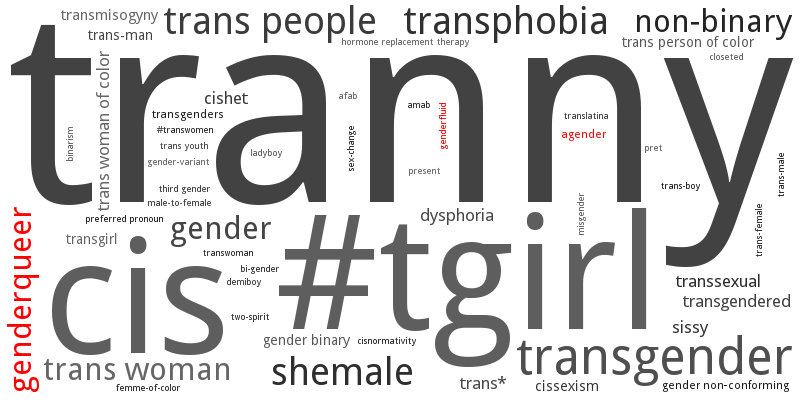 transmisogyny
trans people
transphobia
non-binary
trans-man
hormone replacement therapy
trans person of color
closeted
tranny
trans woman of color
binarism
cishet
transgenders
#transwomen
trans youth
gender-variant
ladyboy
afab
amab
genderfluid
sex-change
translatina
agender
present
pret
third gender
male-to-female
trans-boy
trans-male
trans-female
misgender
preferred pronoun
genderqueer
transgirl
gender
dysphoria
#tgirl
cis
transwoman
bi-gender
demiboy
two-spirit
transsexual
transgendered
sissy
gender binary
cisnormativity
transgender
trans woman
shemale
femme-of-color
trans*
cissexism
gender non-conforming